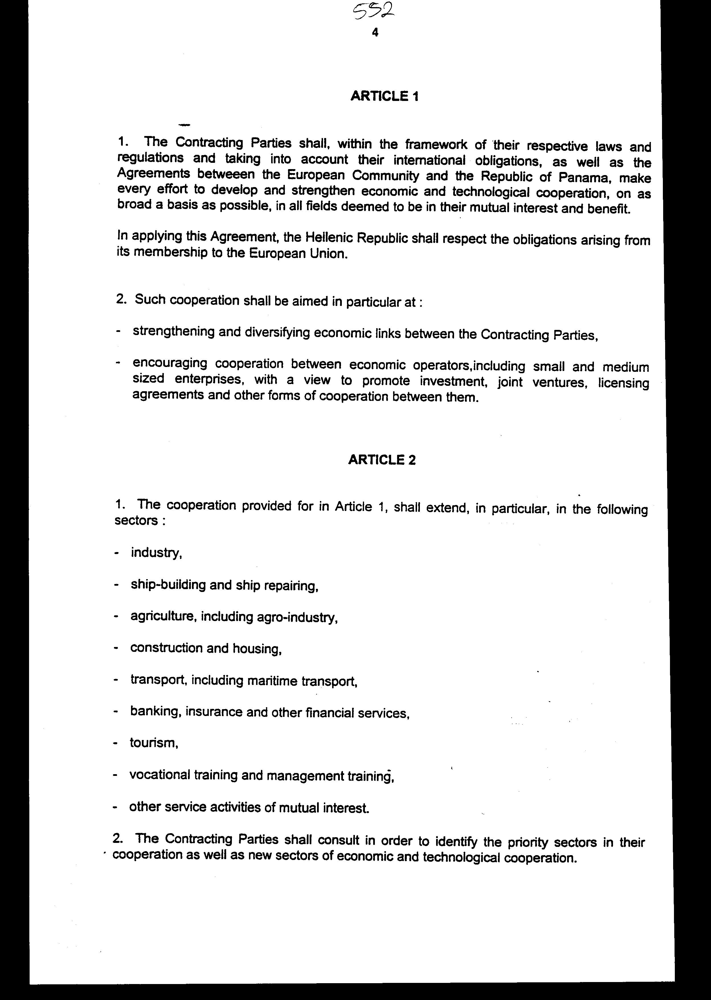 552
4
ARTICLE 1
1. The Contracting Parties shall, within the framework of their respective laws and
regulations and taking into account their international obligations, as well as the
Agreements betweeen the European Community and the Republic of Panama, make
every effort to develop and strengthen economic and technological cooperation, on as
broad a basis as possible, in all fields deemed to be in their mutual interest and benefit.
In applying this Agreement, the Hellenic Republic shall respect the obligations arising from
its membership to the European Union.
2. Such cooperation shall be aimed in particular at :
- strengthening and diversifying economic links between the Contracting Parties,
- encouraging cooperation between economic operators,including small and medium
sized enterprises, with a view to promote investment, joint ventures, licensing
agreements and other forms of cooperation between them.
ARTICLE 2
1. The cooperation provided for in Article 1, shall extend, in particular, in the following
sectors :
- industry,
- ship-building and ship repairing,
- agriculture, including agro-industry,
- construction and housing,
- transport, including maritime transport,
- banking, insurance and other financial services,
- tourism,
- vocational training and management training,
- other service activities of mutual interest.
2. The Contracting Parties shall consult in order to identify the priority sectors in their
cooperation as well as new sectors of economic and technological cooperation.